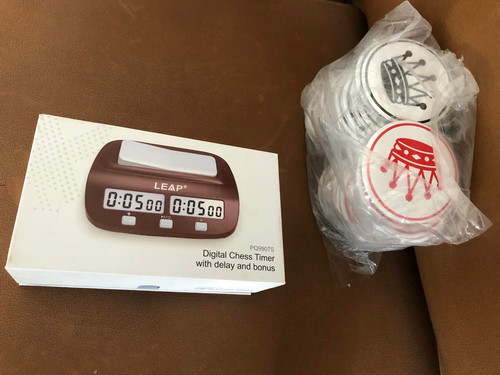 LEAP®
0:05 00 0:05 00
PQ9907S
Digital Chess Timer
with delay and bonus